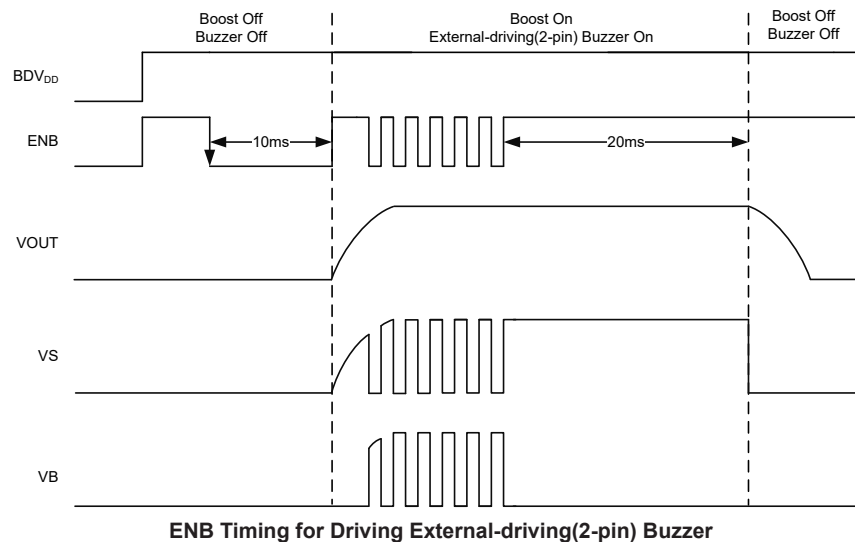 Boost Off
Buzzer Off
Boost On
External-driving(2-pin) Buzzer On
Boost Off
Buzzer Off
BDVDD
ENB
10ms
20ms
VOUT
VS
VB
ENB Timing for Driving External-driving(2-pin) Buzzer